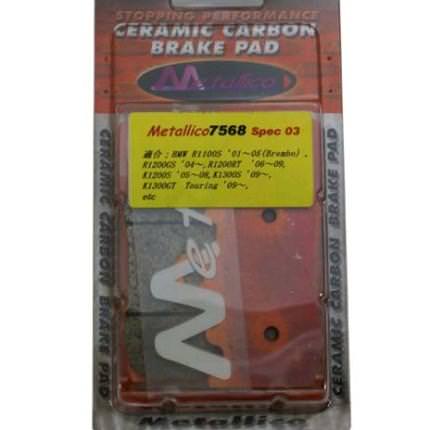 STOPPING PERFORMANCE
CERAMIC CARBON
BRAKE PAD
Metallico
Metallico7568 Spec 03
適合：BMW R1100S '01～05(Brembo),
R1200GS '04～,R1200RT '06～09,
K1200S '05～08,K1300S '09～,
K1300GT Touring '09～,
etc
CERAMIC CARBON BRAKE PAD
CERAMIC CARBON BRAKE PAD
Met
Metallico